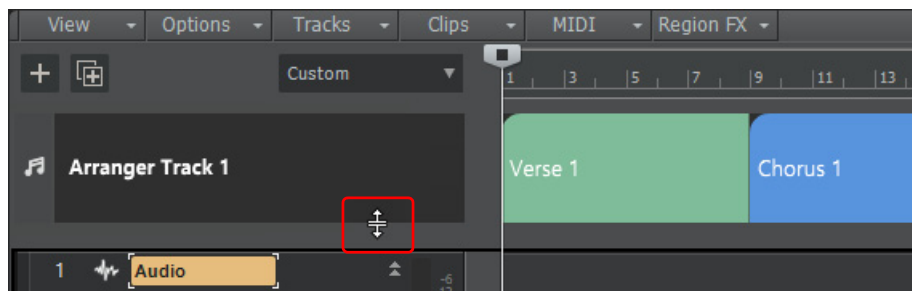 View Options Tracks Clips MIDI Region FX
Custom
1 3 5 7 9 11 13
Arranger Track 1 Verse 1 Chorus 1
1 Audio
-6